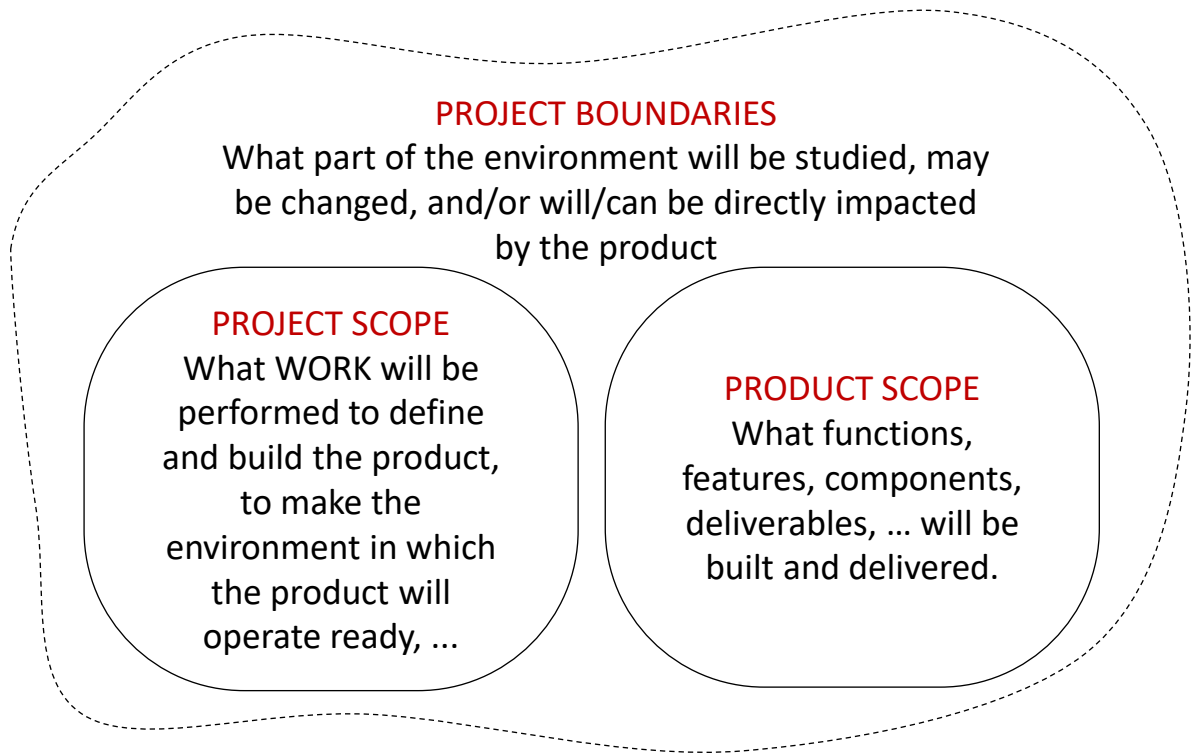 PROJECT BOUNDARIES
What part of the environment will be studied, may
be changed, and/or will/can be directly impacted
by the product
PROJECT SCOPE
What WORK will be
performed to define
and build the product,
to make the
environment in which
the product will
operate ready, ...
PRODUCT SCOPE
What functions,
features, components,
deliverables, ... will be
built and delivered.